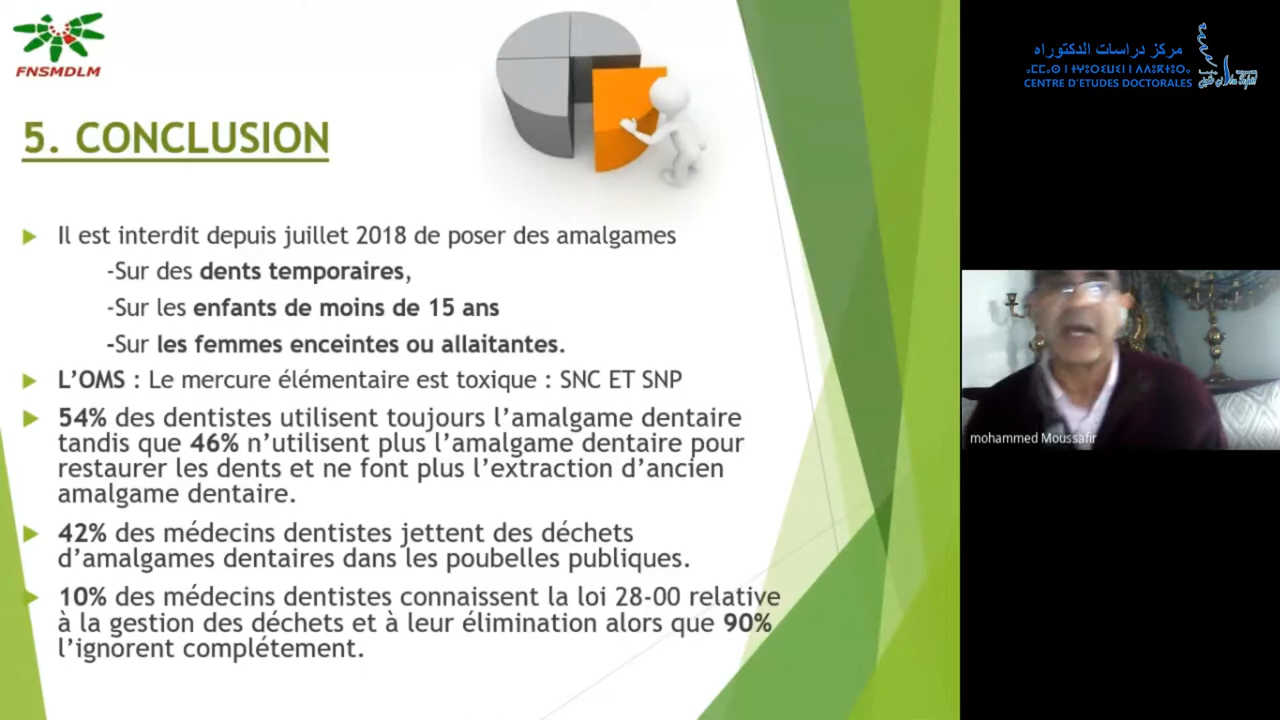 FNSMDLM
5. CONCLUSION
Il est interdit depuis juillet 2018 de poser des amalgames
-Sur des dents temporaires,
-Sur les enfants de moins de 15 ans
-Sur les femmes enceintes ou allaitantes.
L’OMS : Le mercure élémentaire est toxique : SNC ET SNP
54% des dentistes utilisent toujours l’amalgame dentaire
tandis que 46% n’utilisent plus l’amalgame dentaire pour
restaurer les dents et ne font plus l’extraction d’ancien
amalgame dentaire.
42% des médecins dentistes jettent des déchets
d’amalgames dentaires dans les poubelles publiques.
10% des médecins dentistes connaissent la loi 28-00 relative
à la gestion des déchets et à leur élimination alors que 90%
l’ignorent complétement.
مركز دراسات الدكتوراه
CENTRE D'ETUDES DOCTORALES
mohammed Moussafir